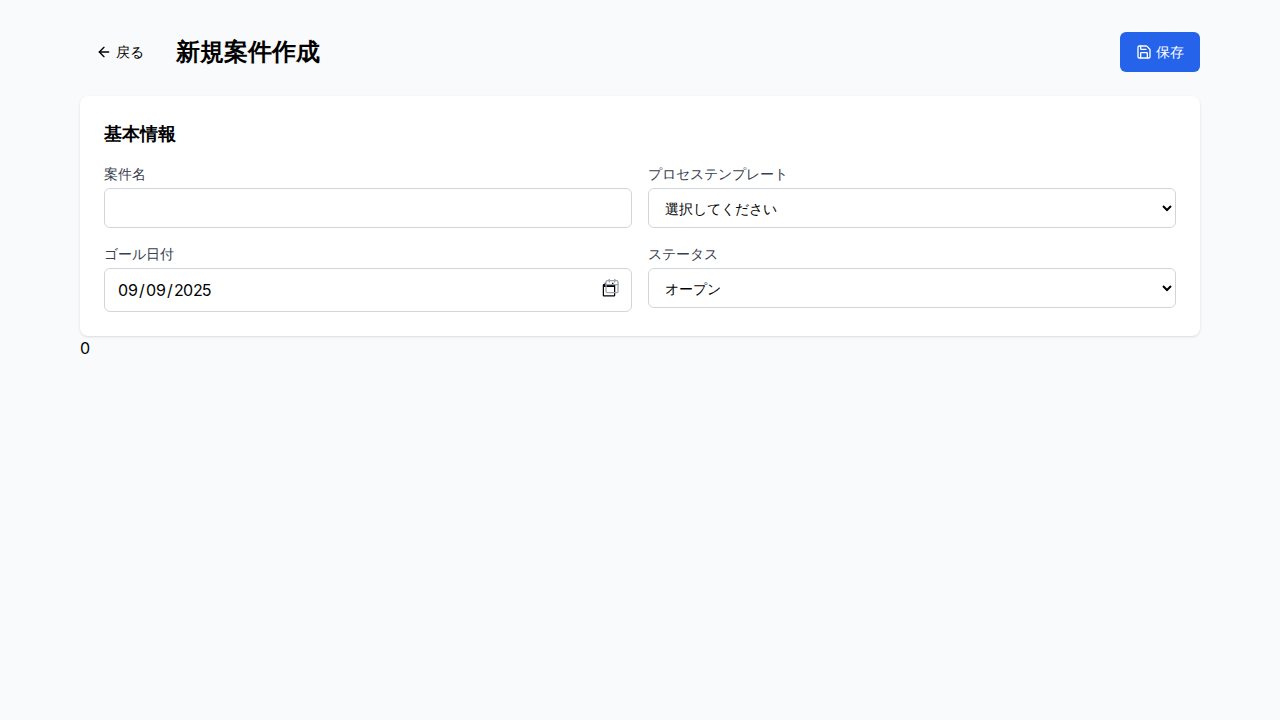 戻る
新規案件作成
保存
基本情報
案件名
プロセステンプレート
選択してください
ゴール日付
ステータス
09/09/2025
オープン
0